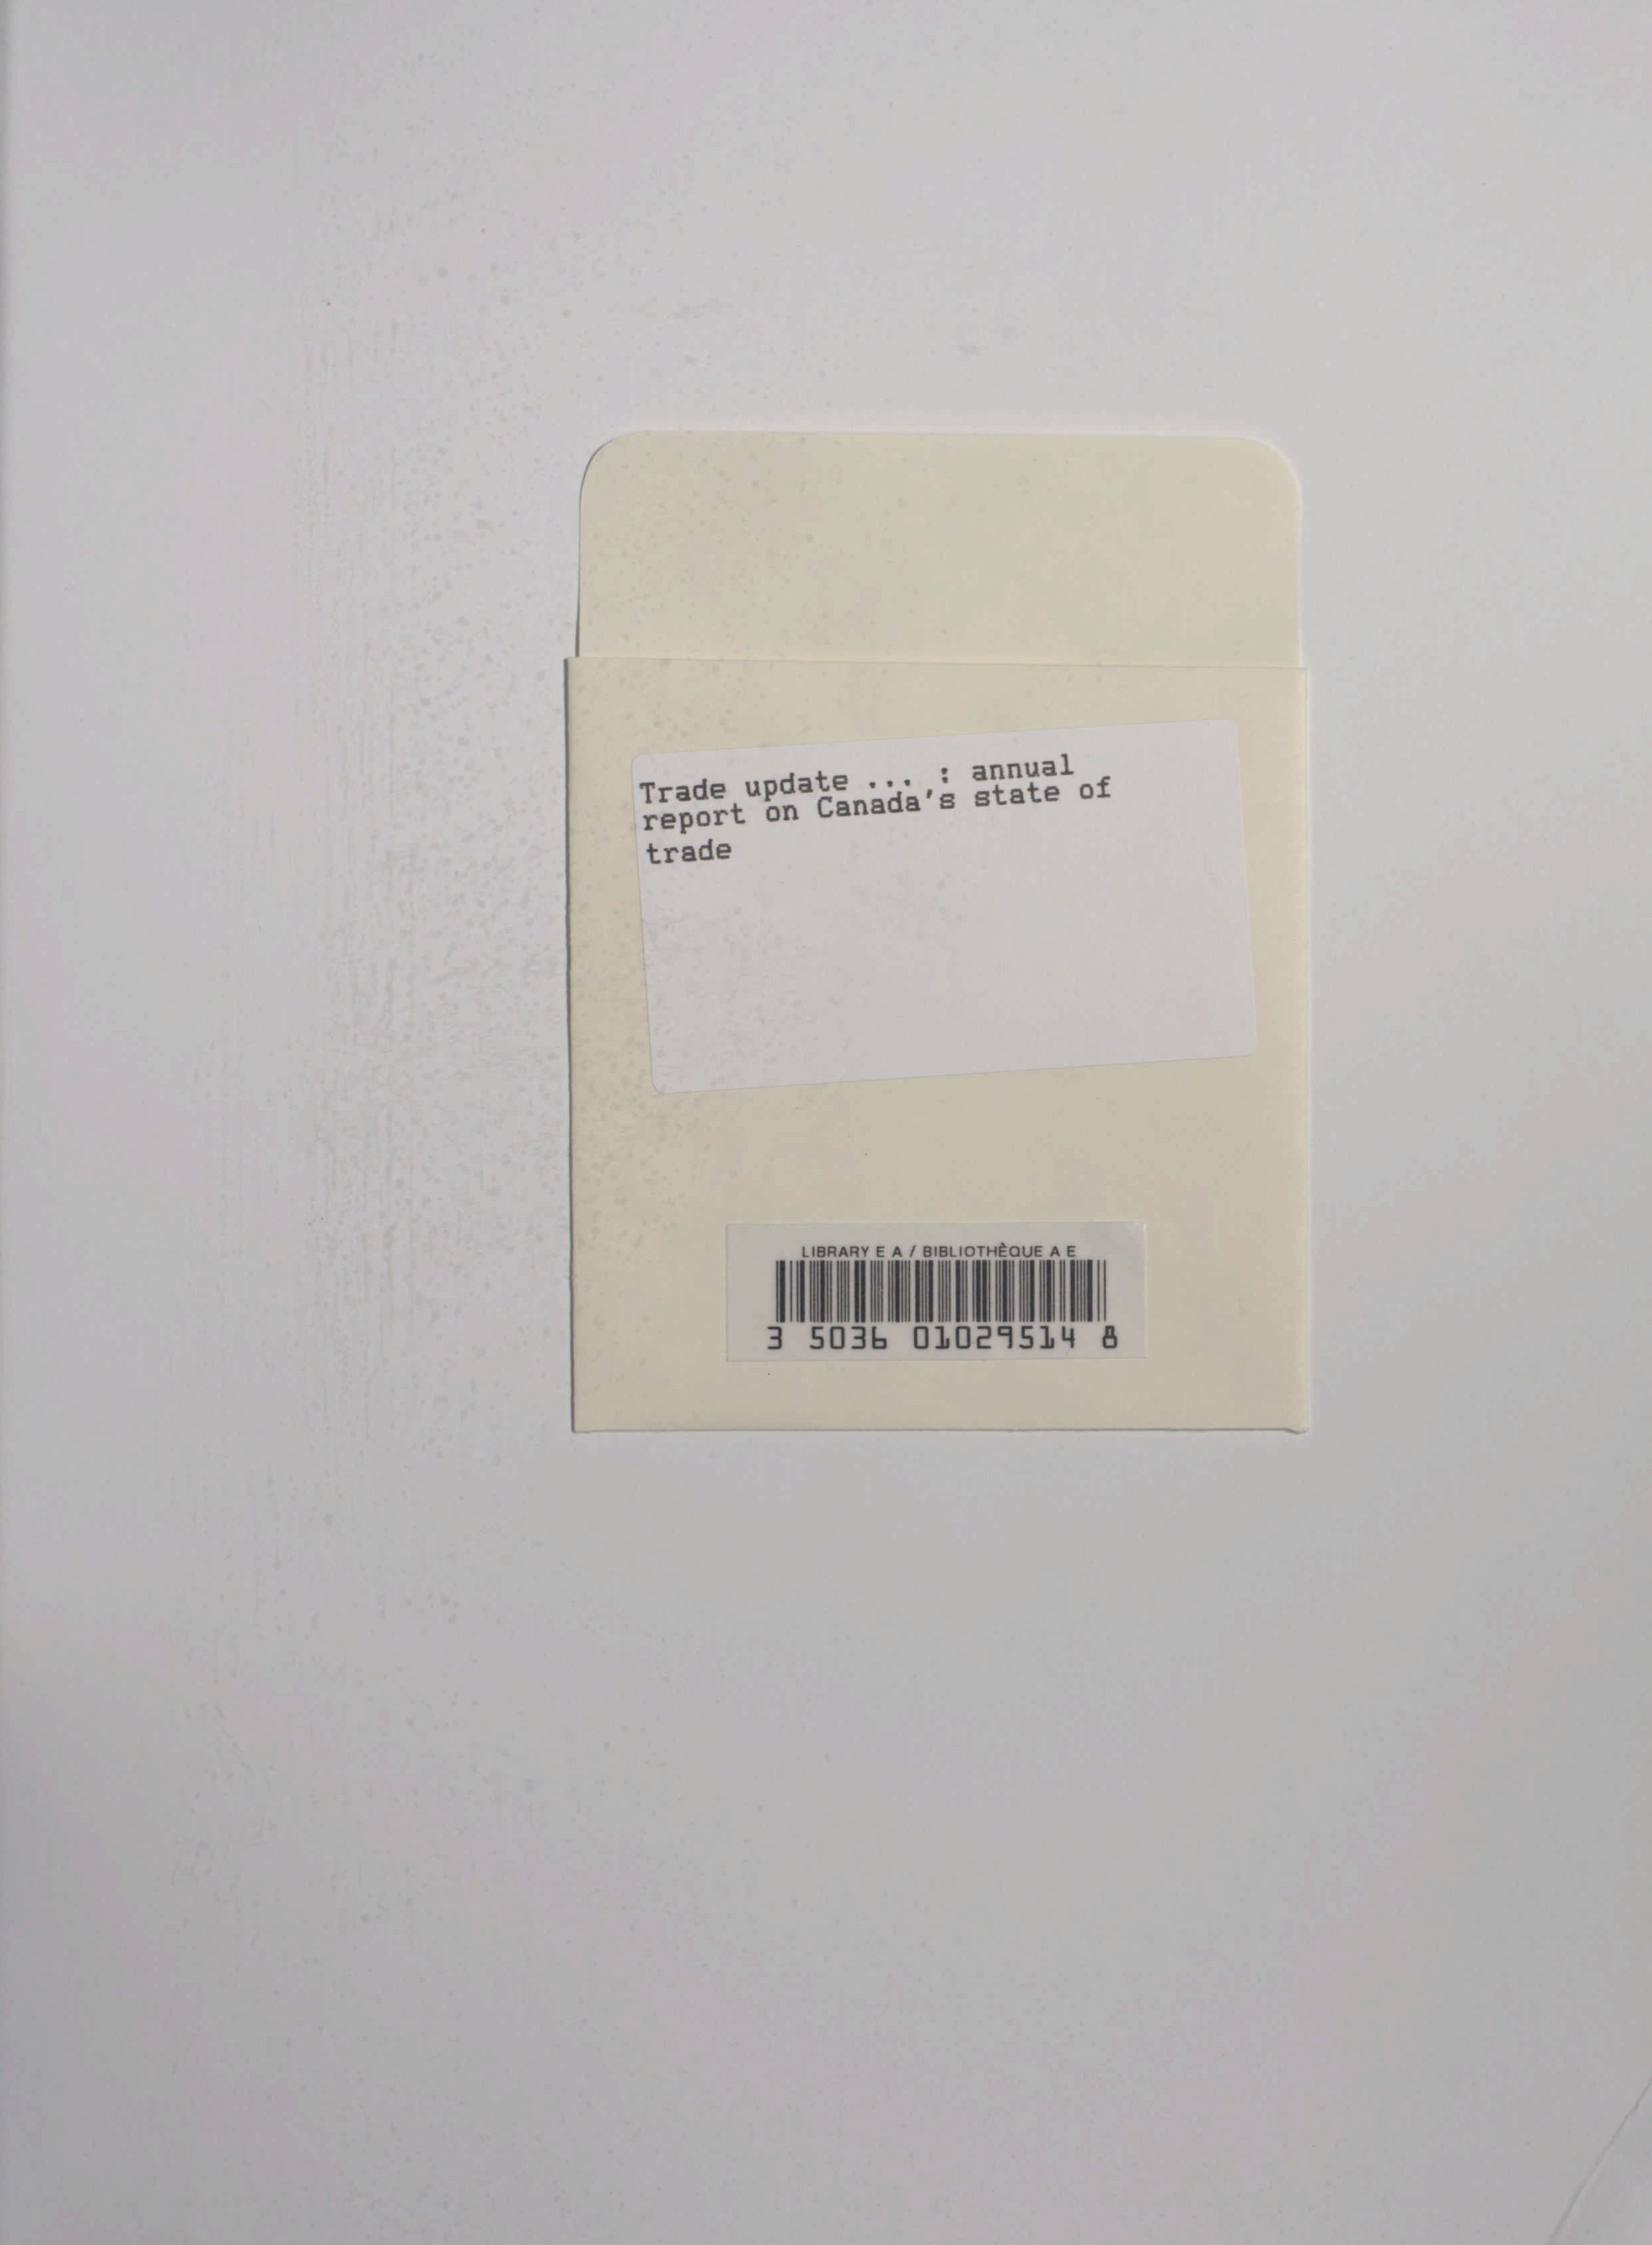 Trade update ... : annual
report on Canada's state of
trade
LIBRARY E A / BIBLIOTHÈQUE A E
3 5036 01029514 8